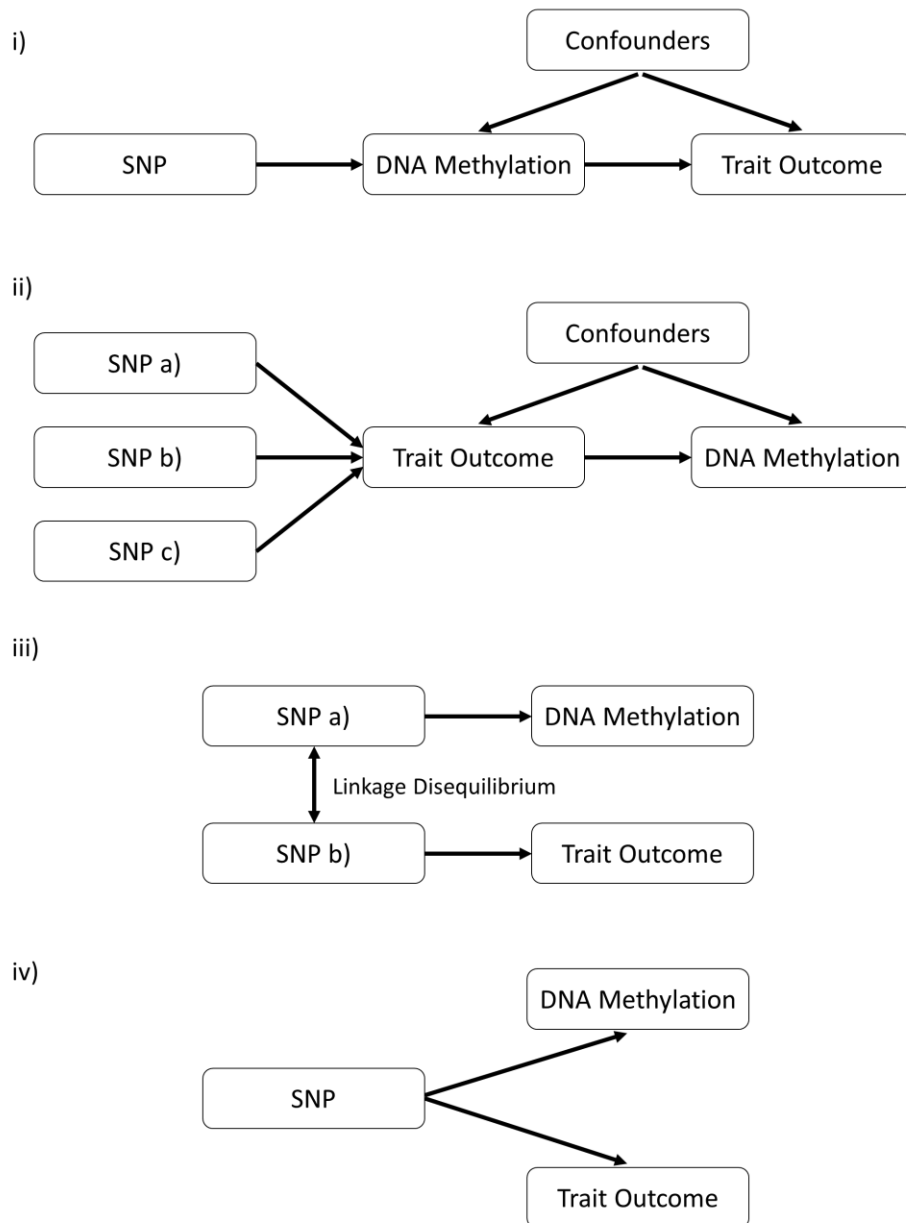 i)
Confounders
SNP
DNA Methylation
Trait Outcome
ii)
Confounders
SNP a)
SNP b)
Trait Outcome
DNA Methylation
SNP c)
iii)
SNP a)
DNA Methylation
Linkage Disequilibrium
SNP b)
Trait Outcome
iv)
DNA Methylation
SNP
Trait Outcome